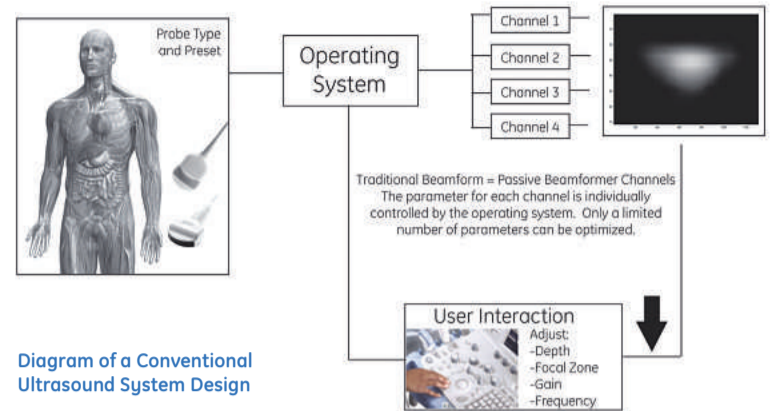 Probe Type
and Preset
Operating
System
Channel 1
Channel 2
Channel 3
Channel 4
Traditional Beamform = Passive Beamformer Channels
The parameter for each channel is individually
controlled by the operating system. Only a limited
number of parameters can be optimized.
User Interaction
Adjust:
-Depth
-Focal Zone
-Gain
-Frequency
Diagram of a Conventional
Ultrasound System Design